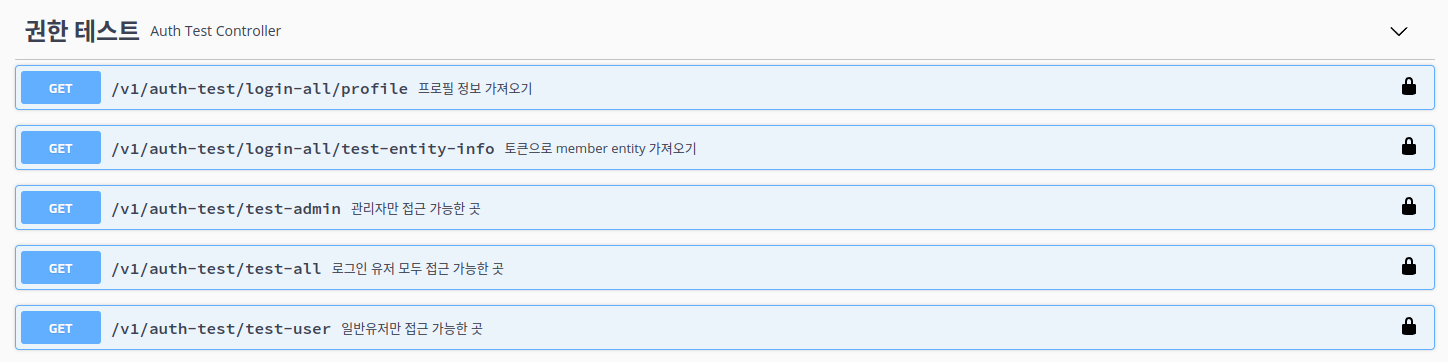 권한 테스트 Auth Test Controller
GET /v1/auth-test/login-all/profile 프로필 정보 가져오기
GET /v1/auth-test/login-all/test-entity-info 토큰으로 member entity 가져오기
GET /v1/auth-test/test-admin 관리자만 접근 가능한 곳
GET /v1/auth-test/test-all 로그인 유저 모두 접근 가능한 곳
GET /v1/auth-test/test-user 일반유저만 접근 가능한 곳